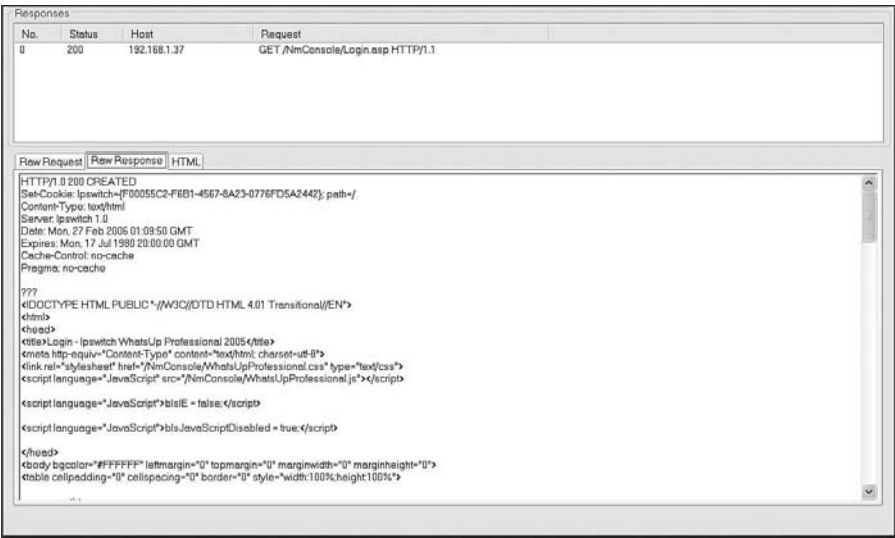 Responses
No. Status Host Request
0 200 192.168.1.37 GET /NmConsole/Login.asp HTTP/1.1
Raw Request Raw Response HTML
HTTP/1.0 200 CREATED
Set-Cookie: Ipswitch={F00055C2-F6B1-4567-8A23-0776FD5A2442}; path=/
Content-Type: text/html
Server: Ipswitch 1.0
Date: Mon, 27 Feb 2006 01:09:50 GMT
Expires: Mon, 17 Jul 1980 20:00:00 GMT
Cache-Control: no-cache
Pragma: no-cache
???
<!DOCTYPE HTML PUBLIC "-//W3C//DTD HTML 4.01 Transitional//EN">
<html>
<head>
<title>Login - Ipswitch WhatsUp Professional 2005</title>
<meta http-equiv="Content-Type" content="text/html; charset=utf-8">
<link rel="stylesheet" href="/NmConsole/WhatsUpProfessional.css" type="text/css">
<script language="JavaScript" src="/NmConsole/WhatsUpProfessional.js"></script>
<script language="JavaScript">bIsIE = false;</script>
<script language="JavaScript">bIsJavaScriptDisabled = true;</script>
</head>
<body bgcolor="#FFFFFF" leftmargin="0" topmargin="0" marginwidth="0" marginheight="0">
<table cellpadding="0" cellspacing="0" border="0" style="width:100%;height:100%">